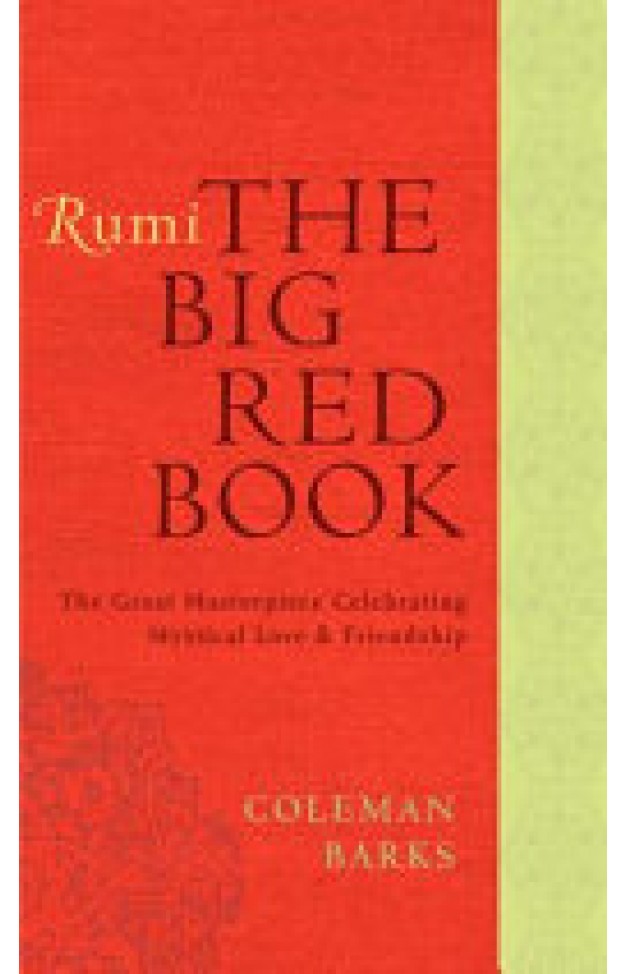 Rumi THE
BIG
RED
BOOK
The Great Masterpiece Celebrating
Mystical Love & Friendship
COLEMAN
BARKS